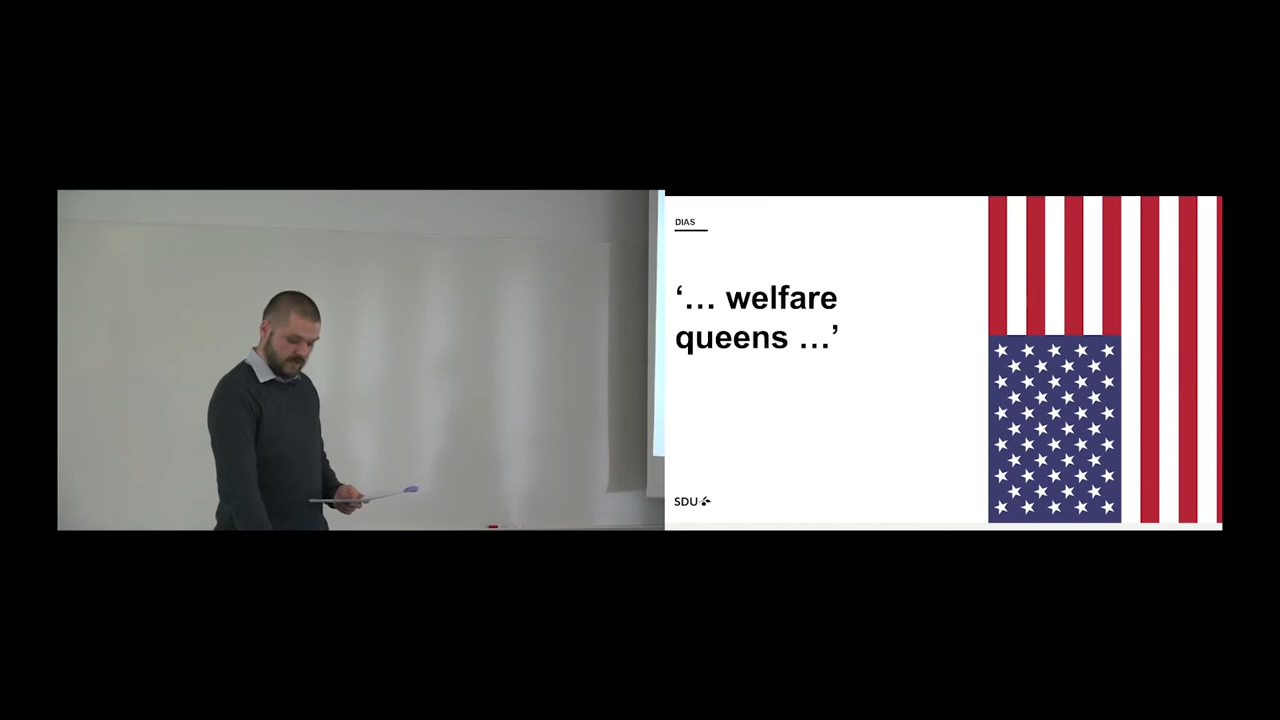 DIAS
‘… welfare
queens …’
SDU